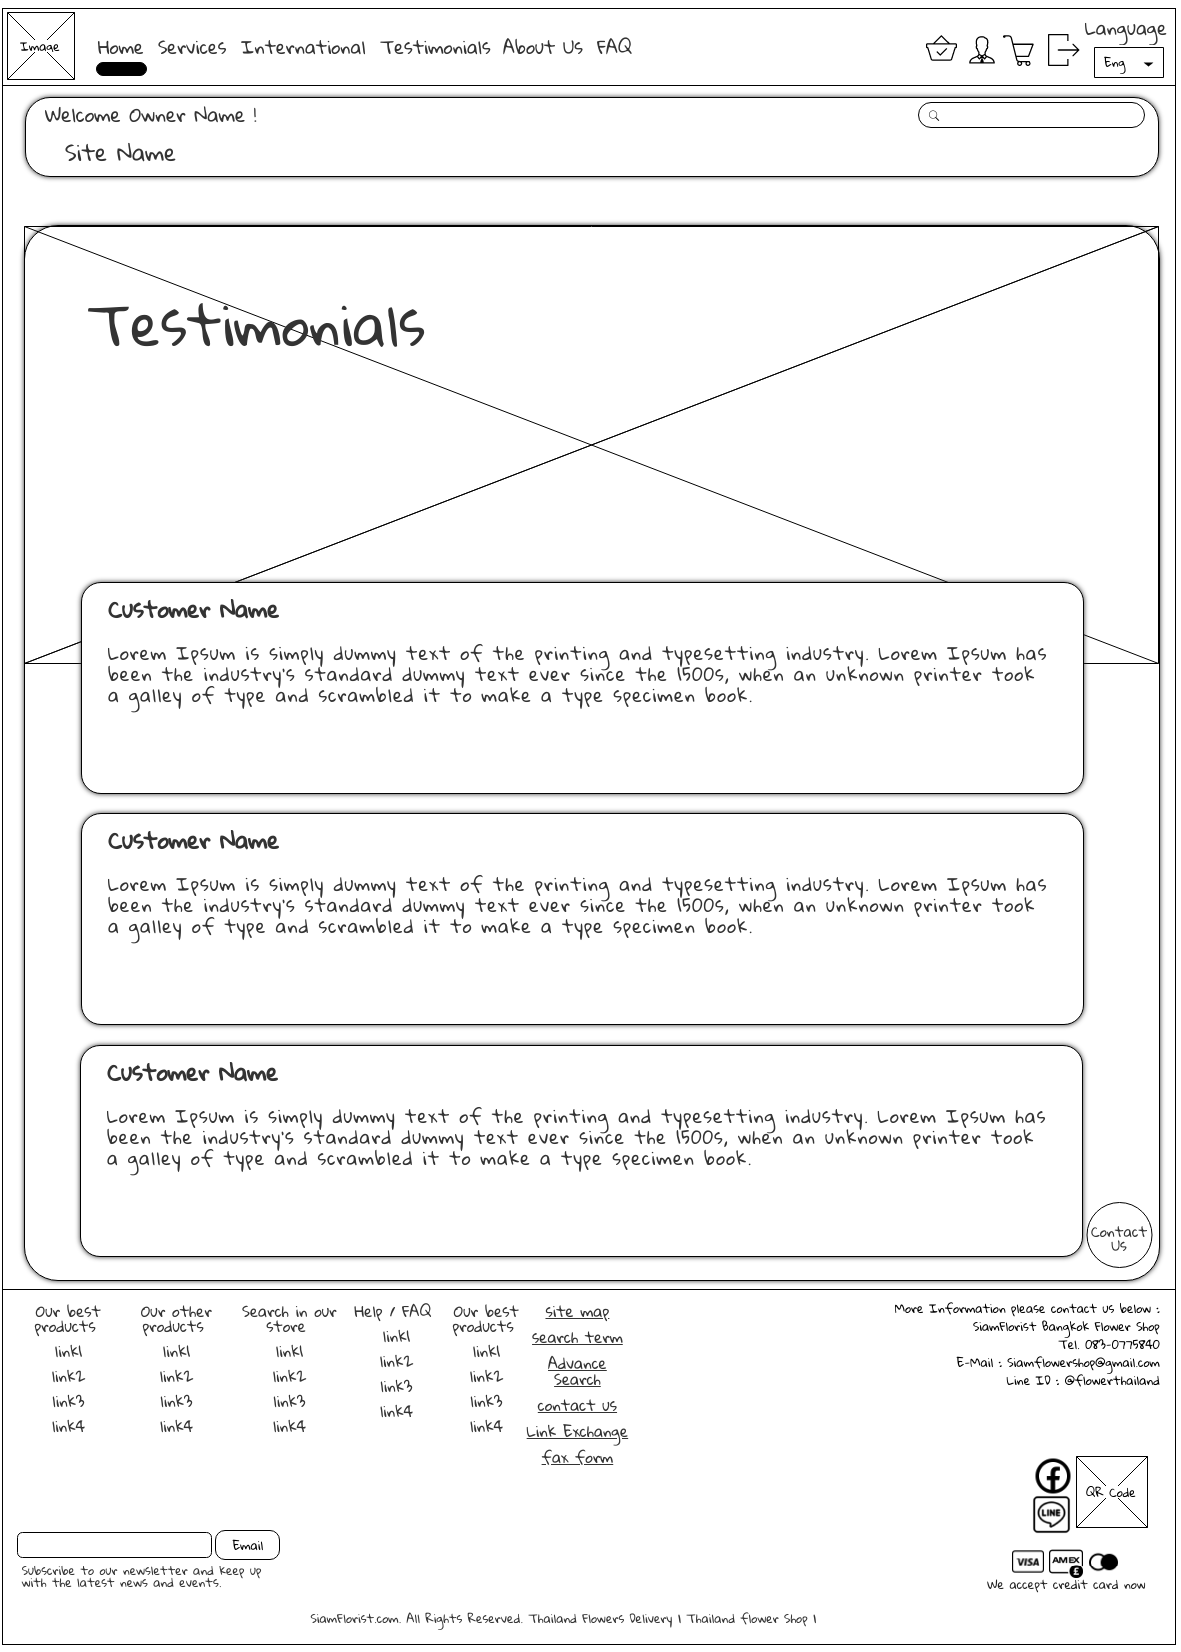 Image
Home Services International Testimonials About Us FAQ
Language
Eng
Welcome Owner Name !
Site Name
Testimonials
Customer Name
Lorem Ipsum is simply dummy text of the printing and typesetting industry. Lorem Ipsum has
been the industry's standard dummy text ever since the 1500s, when an unknown printer took
a galley of type and scrambled it to make a type specimen book.
Customer Name
Lorem Ipsum is simply dummy text of the printing and typesetting industry. Lorem Ipsum has
been the industry's standard dummy text ever since the 1500s, when an unknown printer took
a galley of type and scrambled it to make a type specimen book.
Customer Name
Lorem Ipsum is simply dummy text of the printing and typesetting industry. Lorem Ipsum has
been the industry's standard dummy text ever since the 1500s, when an unknown printer took
a galley of type and scrambled it to make a type specimen book.
Contact
Us
Our best
products
link1
link2
link3
link4
Our other
products
link1
link2
link3
link4
Search in our
store
link1
link2
link3
link4
Help / FAQ
link1
link2
link3
link4
Our best
products
link1
link2
link3
link4
site map
search term
Advance
Search
contact us
Link Exchange
fax form
More Information please contact us below :
SiamFlorist Bangkok Flower Shop
Tel. 083-0775840
E-Mail : Siamflowershop@gmail.com
Line ID : @flowerthailand
LINE
QR Code
Email
Subscribe to our newsletter and keep up
with the latest news and events.
VISA
AMEX
£
We accept credit card now
SiamFlorist.com. All Rights Reserved. Thailand Flowers Delivery | Thailand flower Shop |